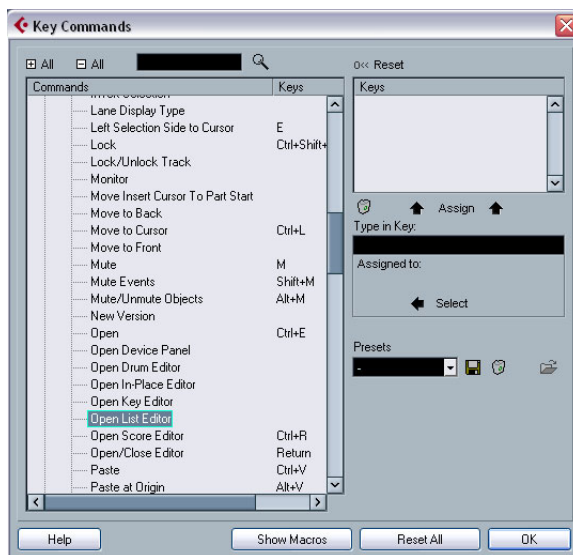 Key Commands
All All 0<< Reset
Commands Keys
Lane Display Type
Left Selection Side to Cursor E
Lock Ctrl+Shift+
Lock/Unlock Track
Monitor
Move Insert Cursor To Part Start
Move to Back
Move to Cursor Ctrl+L
Move to Front
Mute M
Mute Events Shift+M
Mute/Unmute Objects Alt+M
New Version
Open Ctrl+E
Open Device Panel
Open Drum Editor
Open In-Place Editor
Open Key Editor
Open List Editor
Open Score Editor Ctrl+R
Open/Close Editor Return
Paste Ctrl+V
Paste at Origin Alt+V
Keys
Assign
Type in Key:
Assigned to:
Select
Presets
-
Help Show Macros Reset All OK